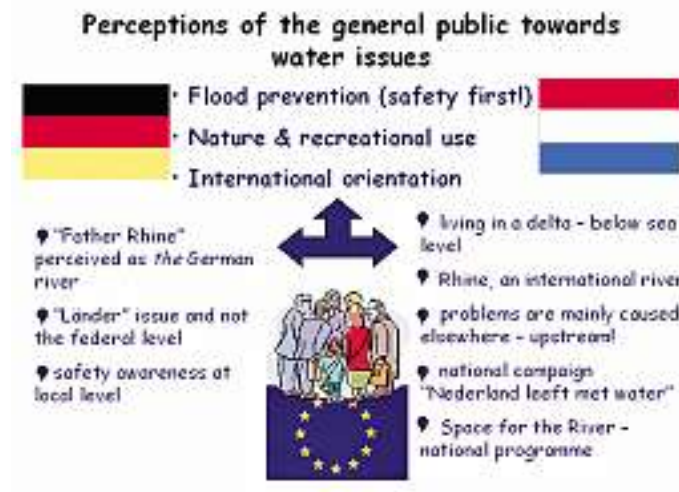 Perceptions of the general public towards
water issues
• Flood prevention (safety first!)
• Nature & recreational use
• International orientation
"Father Rhine"
perceived as the German
river
"Länder" issue and not
the federal level
safety awareness at
local level
living in a delta - below sea
level
Rhine, an international river
problems are mainly caused
elsewhere - upstream!
national campaign
"Nederland leeft met water"
Space for the River -
national programme